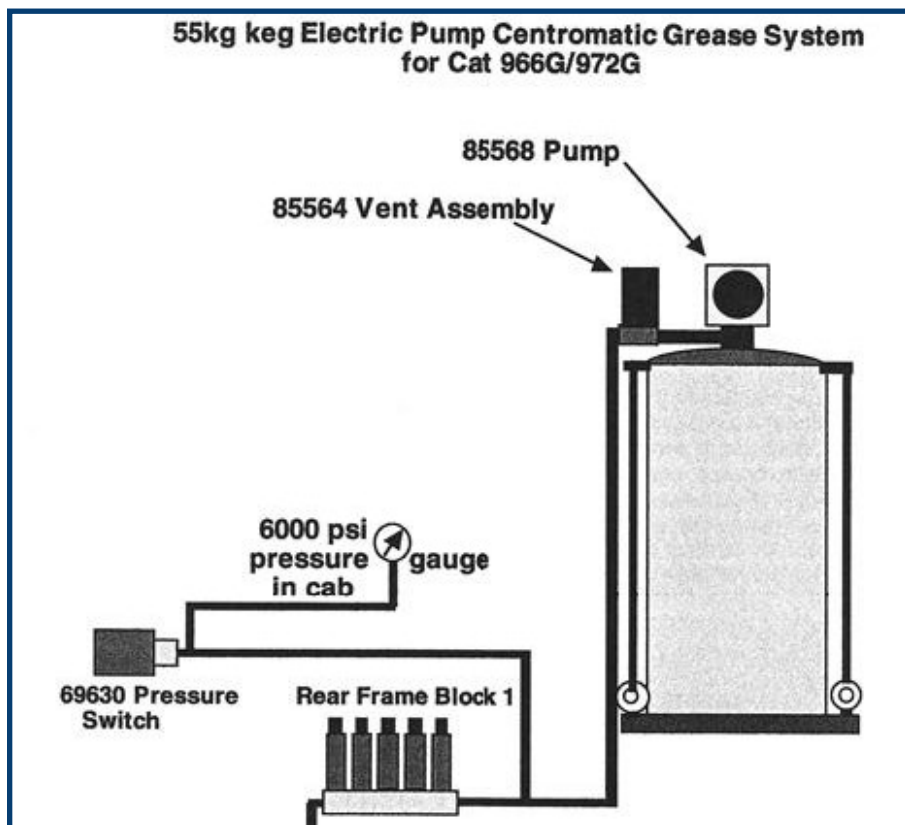 55kg keg Electric Pump Centromatic Grease System
for Cat 966G/972G
85568 Pump
85564 Vent Assembly
6000 psi
pressure gauge
in cab
69630 Pressure
Switch
Rear Frame Block 1